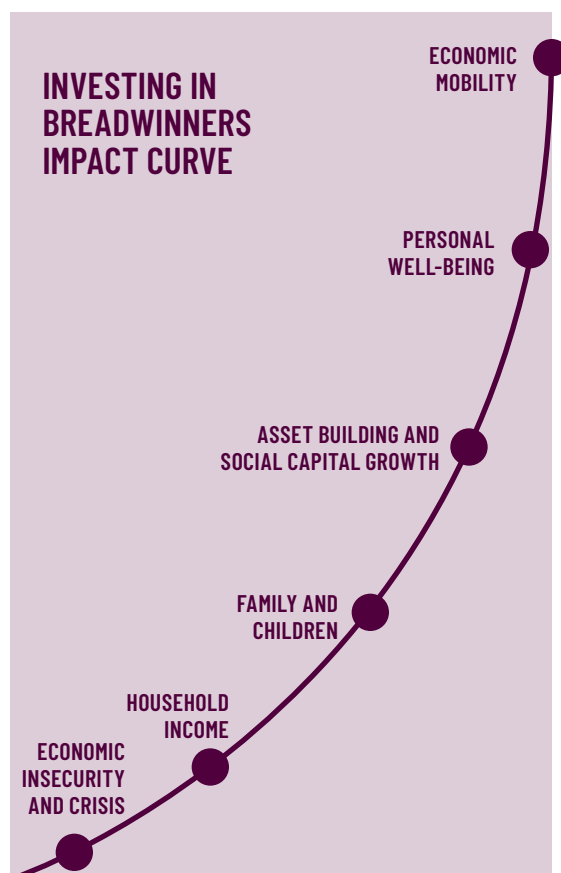 INVESTING IN
BREADWINNERS
IMPACT CURVE
ECONOMIC
MOBILITY
PERSONAL
WELL-BEING
ASSET BUILDING AND
SOCIAL CAPITAL GROWTH
FAMILY AND
CHILDREN
HOUSEHOLD
INCOME
ECONOMIC
INSECURITY
AND CRISIS